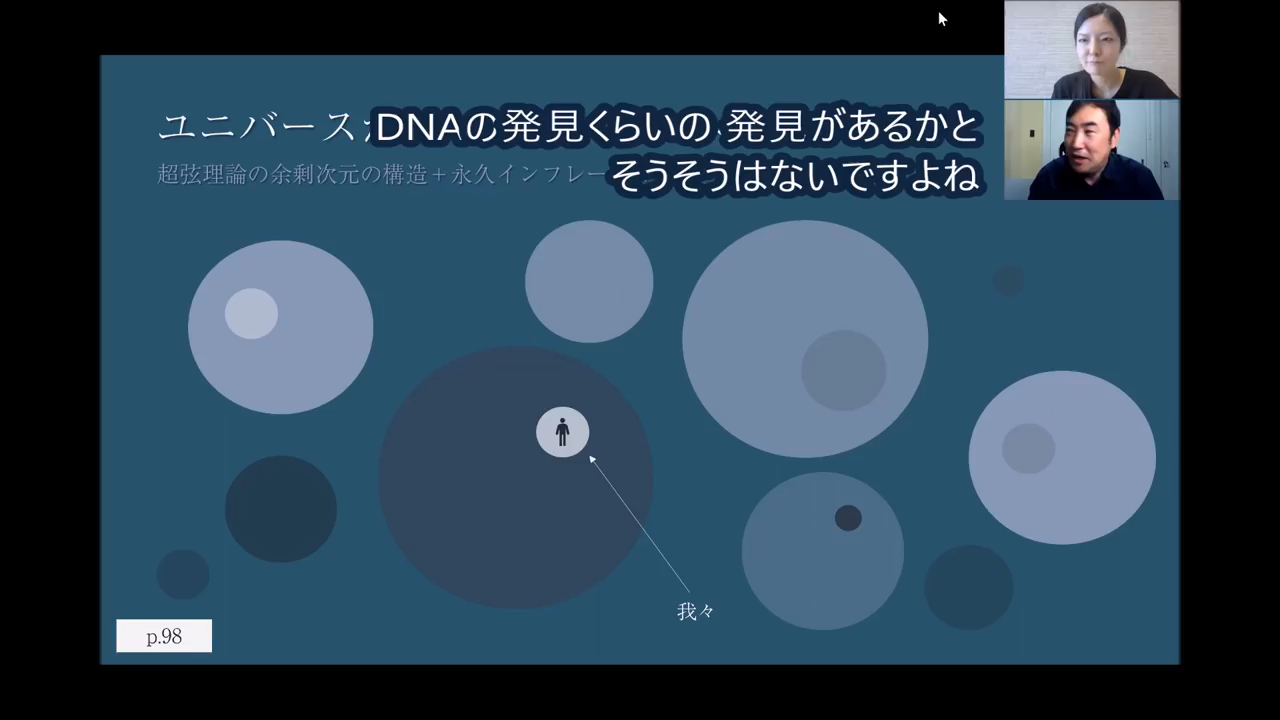 ユニバース
DNAの発見くらいの、発見があるかと
超弦理論の余剰次元の構造＋永久インフレー
そうそうはないですよね
我々
p.98